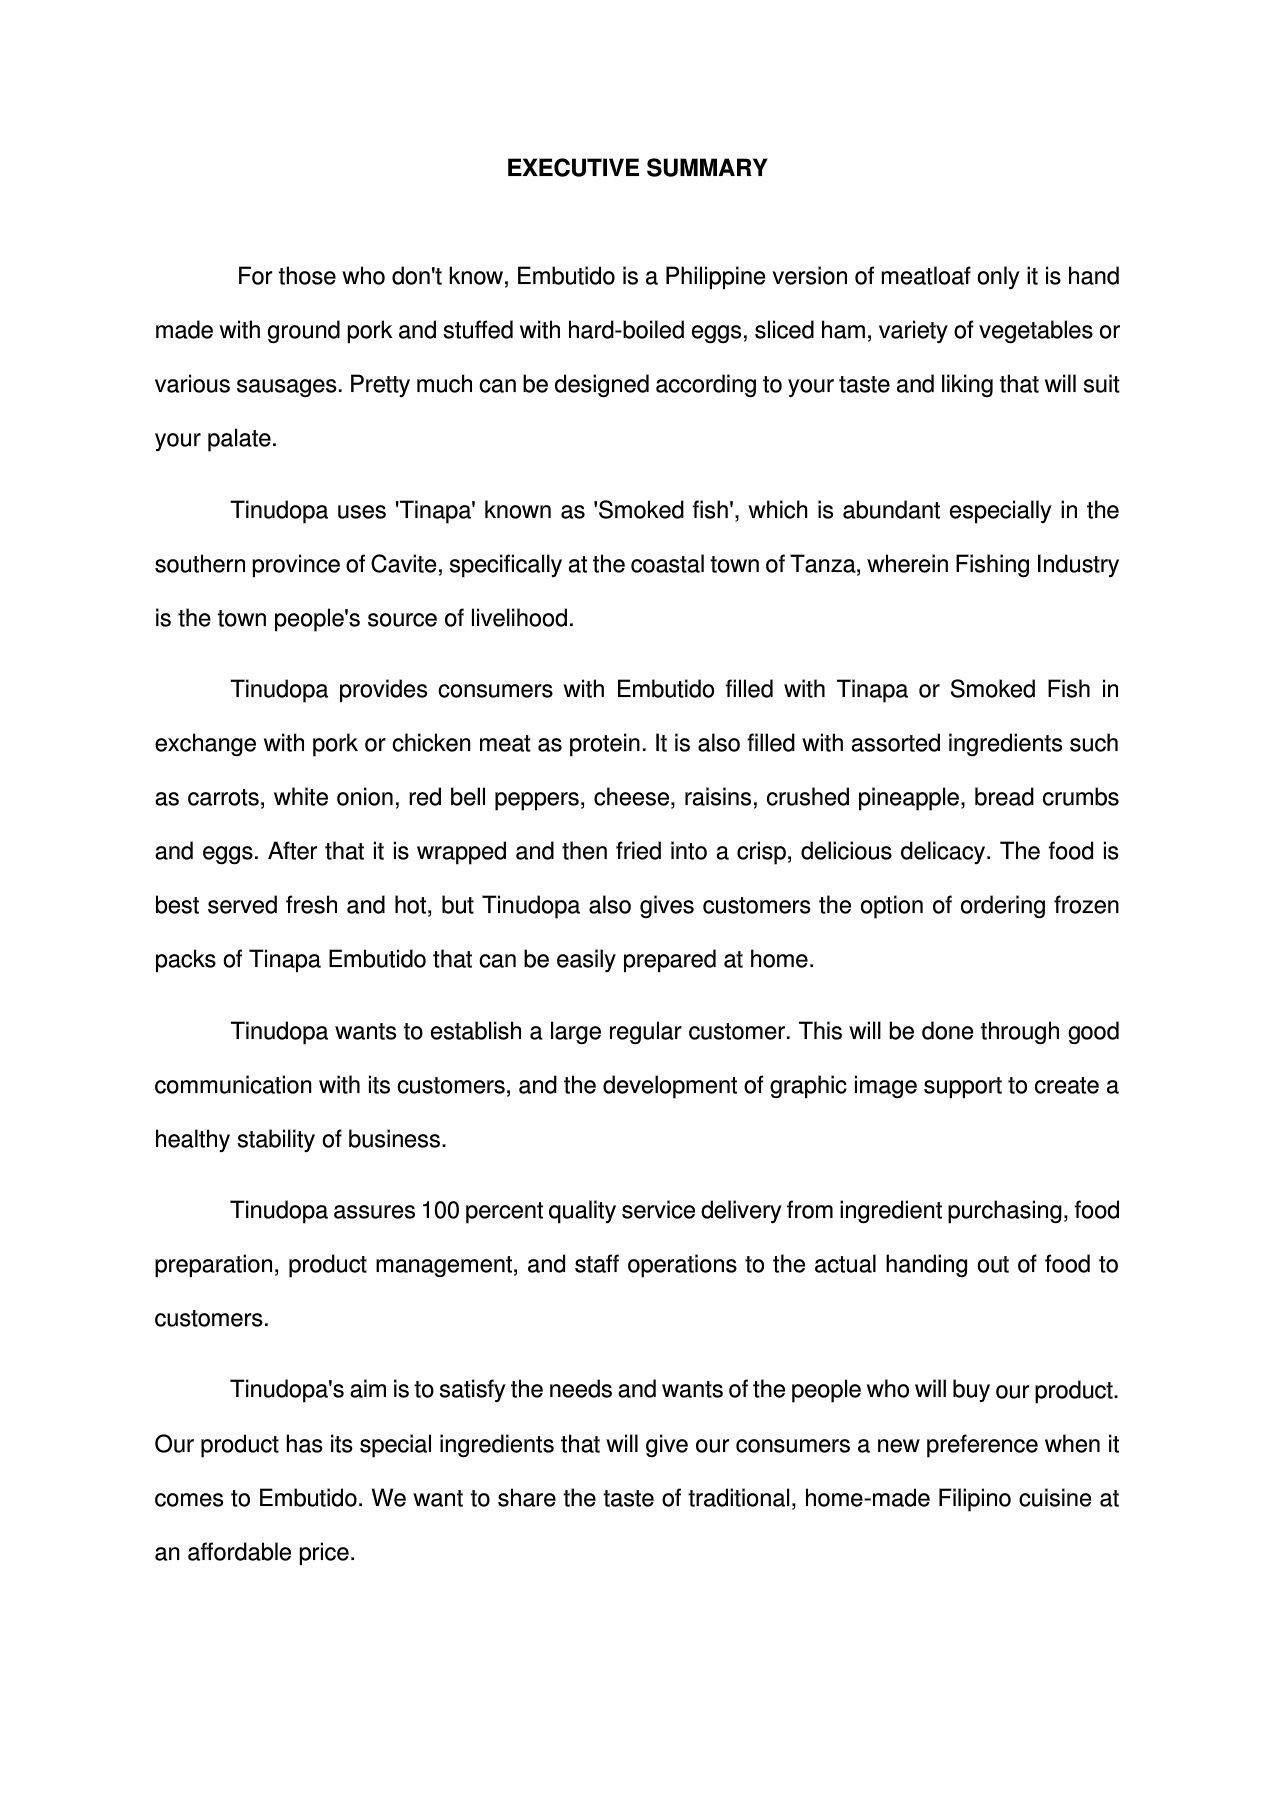 EXECUTIVE SUMMARY
For those who don't know, Embutido is a Philippine version of meatloaf only it is hand
made with ground pork and stuffed with hard-boiled eggs, sliced ham, variety of vegetables or
various sausages. Pretty much can be designed according to your taste and liking that will suit
your palate.
Tinudopa uses 'Tinapa' known as 'Smoked fish', which is abundant especially in the
southern province of Cavite, specifically at the coastal town of Tanza, wherein Fishing Industry
is the town people's source of livelihood.
Tinudopa provides consumers with Embutido filled with Tinapa or Smoked Fish in
exchange with pork or chicken meat as protein. It is also filled with assorted ingredients such
as carrots, white onion, red bell peppers, cheese, raisins, crushed pineapple, bread crumbs
and eggs. After that it is wrapped and then fried into a crisp, delicious delicacy. The food is
best served fresh and hot, but Tinudopa also gives customers the option of ordering frozen
packs of Tinapa Embutido that can be easily prepared at home.
Tinudopa wants to establish a large regular customer. This will be done through good
communication with its customers, and the development of graphic image support to create a
healthy stability of business.
Tinudopa assures 100 percent quality service delivery from ingredient purchasing, food
preparation, product management, and staff operations to the actual handing out of food to
customers.
Tinudopa's aim is to satisfy the needs and wants of the people who will buy our product.
Our product has its special ingredients that will give our consumers a new preference when it
comes to Embutido. We want to share the taste of traditional, home-made Filipino cuisine at
an affordable price.